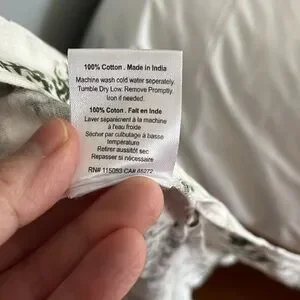 100% Cotton . Made in India
Machine wash cold water seperately.
Tumble Dry Low. Remove Promptly.
Iron if needed.
100% Coton . Fait en Inde
Laver séparément à la machine
à l'eau froide
Sécher par culbutage à basse
température
Retirer aussitôt sec
Repasser si nécessaire
RN# 115083 CA# 65272